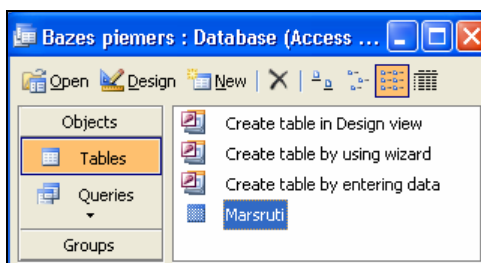 Bazes piemers : Database (Access ...
Open Design New
Objects
Tables
Queries
Groups
Create table in Design view
Create table by using wizard
Create table by entering data
Marsruti